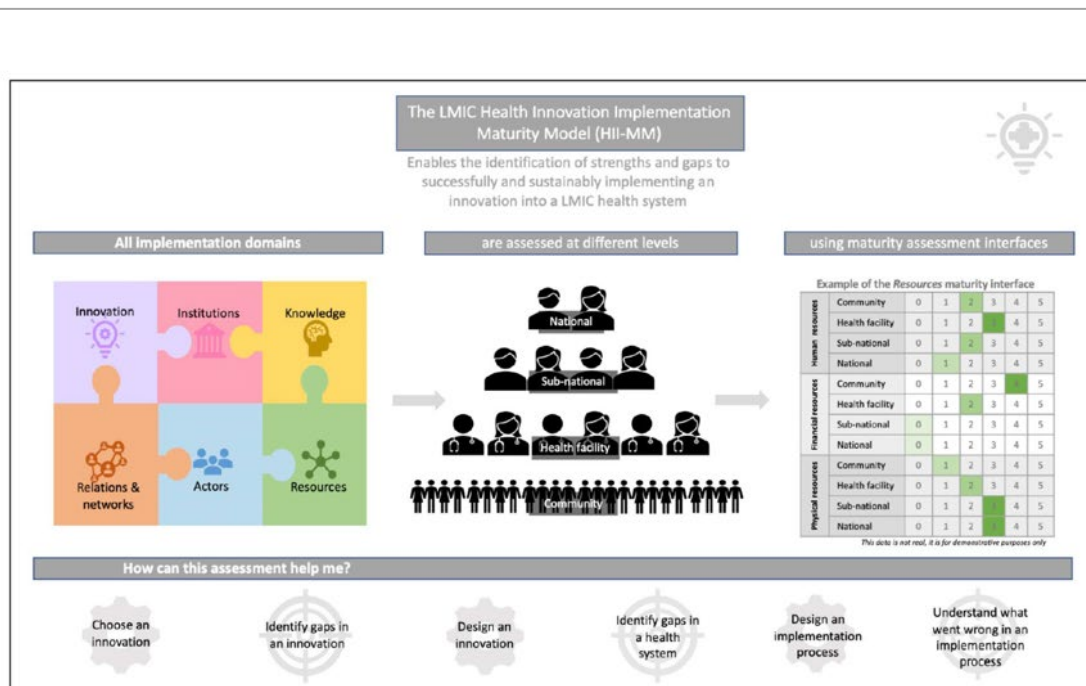 The LMIC Health Innovation Implementation
Maturity Model (HII-MM)
Enables the identification of strengths and gaps to
successfully and sustainably implementing an
innovation into a LMIC health system
All implementation domains
are assessed at different levels
using maturity assessment interfaces
Innovation
Institutions
Knowledge
Relations &
networks
Actors
Resources
National
Sub-national
Health facility
Community
Example of the Resources maturity interface
Human resources
Community 0 1 2 3 4 5
Health facility 0 1 2 3 4 5
Sub-national 0 1 2 3 4 5
National 0 1 2 3 4 5
Financial resources
Community 0 1 2 3 4 5
Health facility 0 1 2 3 4 5
Sub-national 0 1 2 3 4 5
National 0 1 2 3 4 5
Physical resources
Community 0 1 2 3 4 5
Health facility 0 1 2 3 4 5
Sub-national 0 1 2 3 4 5
National 0 1 2 3 4 5
This data is not real, it is for demonstrative purposes only
How can this assessment help me?
Choose an
innovation
Identify gaps in
an innovation
Design an
innovation
Identify gaps in
a health
system
Design an
implementation
process
Understand what
went wrong in an
implementation
process